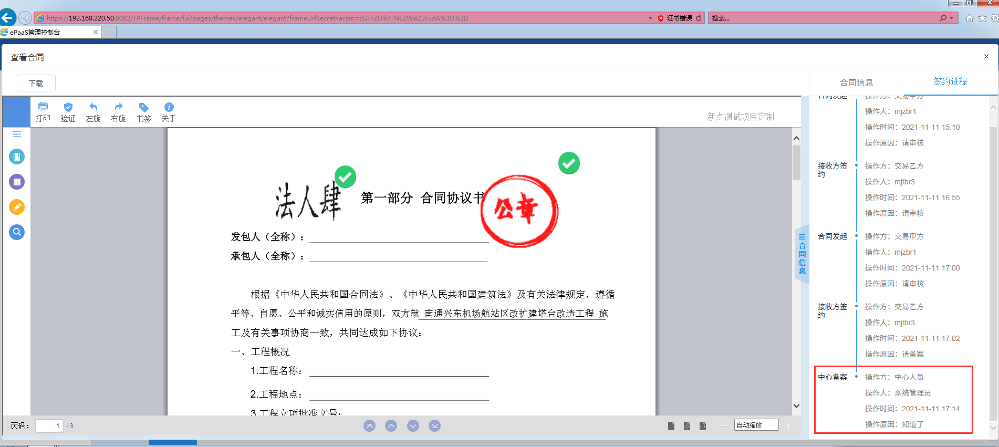 https://192.168.220.50:8082/TPFrame/frame/fui/pages/themes/elegant/elegant?frameUrlSecretParam=cGFnZUlkJTNEZWxlZ2FudA%3D%3D
证书错误
搜索...
ePaaS管理控制台
查看合同
下载
合同信息
签约进程
打印
验证
左旋
右旋
书签
关于
新点测试项目定制
法人肆
第一部分 合同协议书
公章
发包人（全称）：
承包人（全称）：
根据《中华人民共和国合同法》、《中华人民共和国建筑法》及有关法律规定，遵循
平等、自愿、公平和诚实信用的原则，双方就 南通兴东机场航站区改扩建塔台改造工程 施
工及有关事项协商一致，共同达成如下协议：
一、工程概况
1.工程名称：
2.工程地点：
3.工程立项批准文号：
页码：
1
/ 3
自动缩放
合同信息
合同发起
操作方：交易甲方
操作人：mjzbr1
操作时间：2021-11-11 15:10
操作原因：请审核
接收方签约
操作方：交易乙方
操作人：mjtbr3
操作时间：2021-11-11 16:55
操作原因：请审核
合同发起
操作方：交易甲方
操作人：mjzbr1
操作时间：2021-11-11 17:00
操作原因：请审核
接收方签约
操作方：交易乙方
操作人：mjtbr3
操作时间：2021-11-11 17:02
操作原因：请备案
中心备案
操作方：中心人员
操作人：系统管理员
操作时间：2021-11-11 17:14
操作原因：知道了